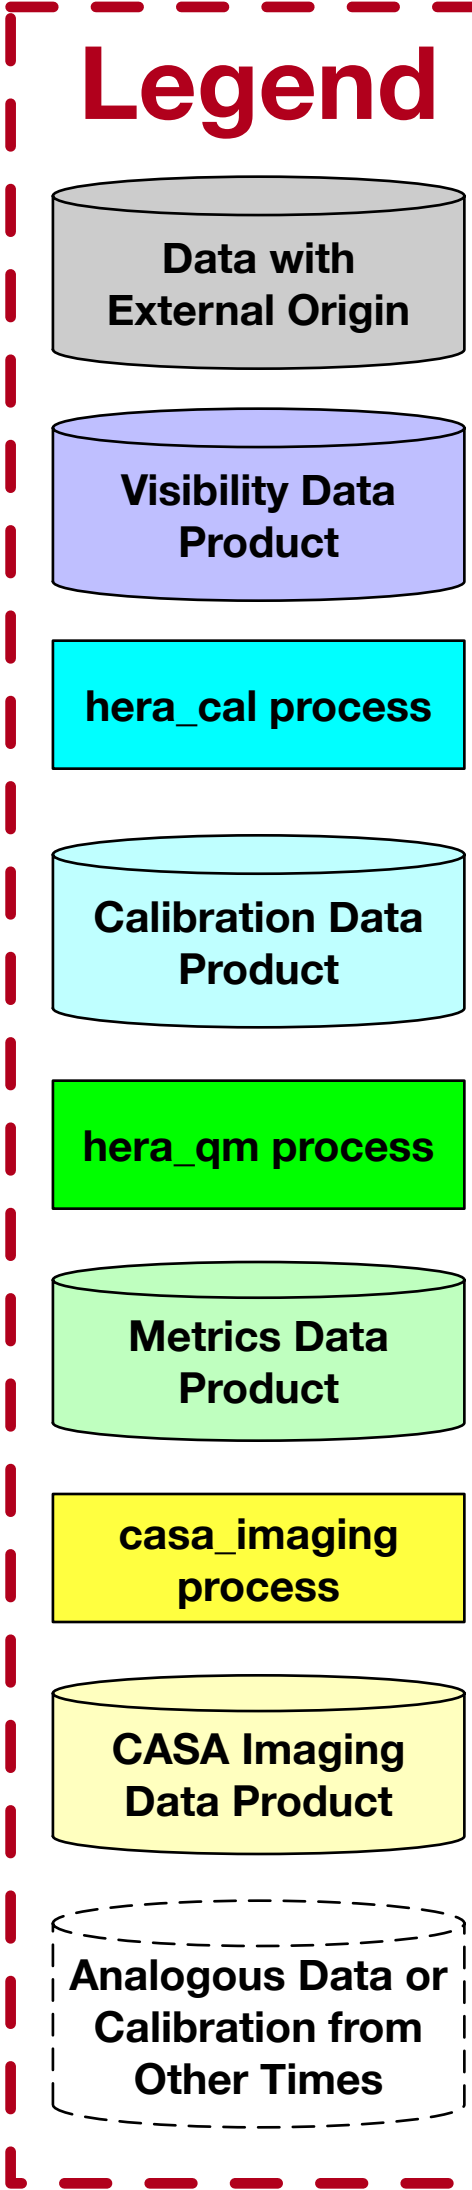 Legend
Data with
External Origin
Visibility Data
Product
hera_cal process
Calibration Data
Product
hera_qm process
Metrics Data
Product
casa_imaging
process
CASA Imaging
Data Product
Analogous Data or
Calibration from
Other Times